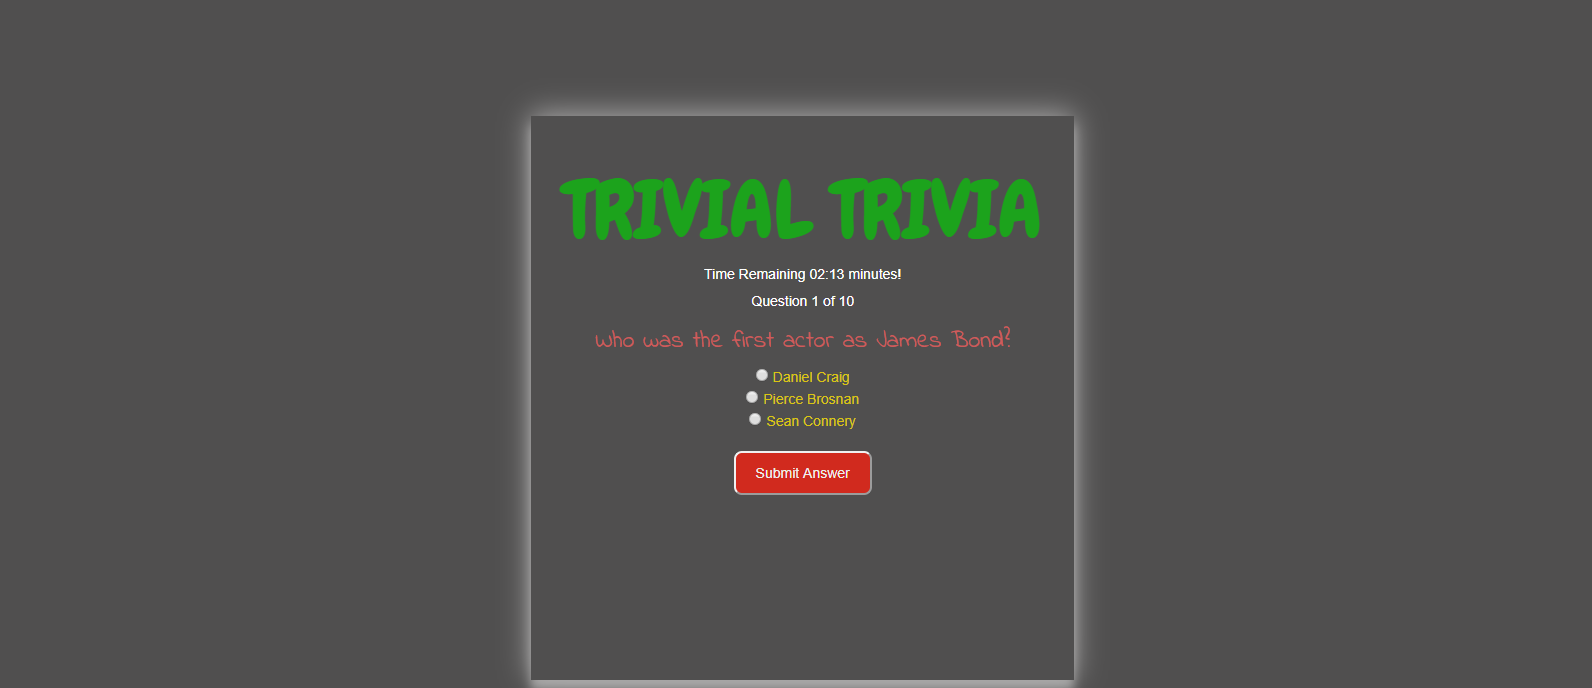 TRIVIAL TRIVIA
Time Remaining 02:13 minutes!
Question 1 of 10
Who was the first actor as James Bond?
Daniel Craig
Pierce Brosnan
Sean Connery
Submit Answer